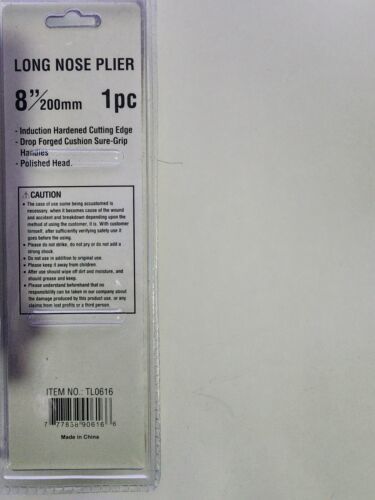 LONG NOSE PLIER
8"/200mm 1pc
- Induction Hardened Cutting Edge
- Drop Forged Cushion Sure-Grip
Handles
- Polished Head.
⚠ CAUTION
● The case of use some being accustomed is
necessary, when it becomes cause of the wound
and accident and breakdown depending upon the
method of using the customer, it is. With customer
himself, after sufficiently verifying safety use it
goes before the using.
● Please do not drike, do not pry or do not add a
strong shock.
● Do not use in addition to original use.
● Please keep it away from children.
● After use should wipe off dirt and moisture, and
should grease and keep.
● Please understand beforehand that no
responsibility can be taken in our company about
the damage produced by this product use, or any
claims from lost profits or a third person.
ITEM NO.: TL0616
7 77838 90616 6
Made in China